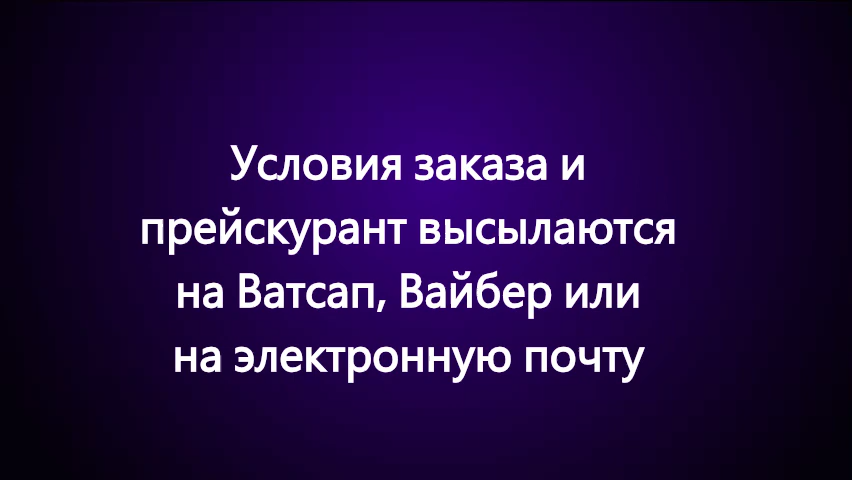 Условия заказа и
прейскурант высылаются
на Ватсап, Вайбер или
на электронную почту